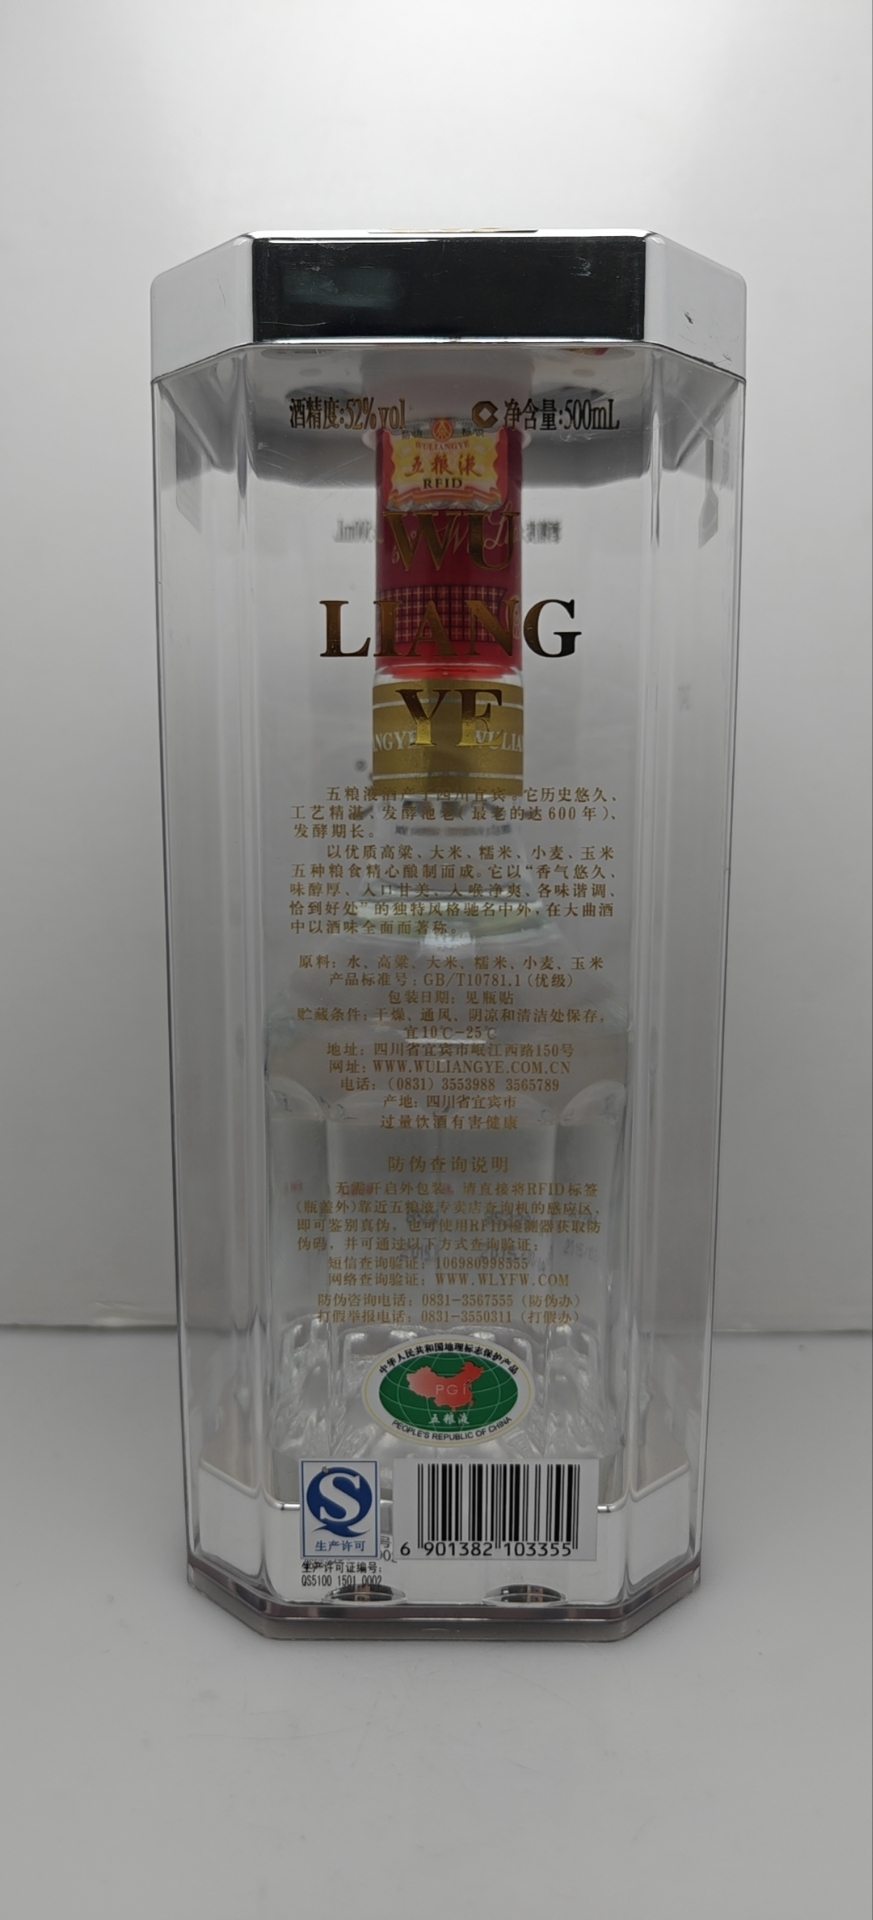 酒精度:52%vol 净含量:500mL
WULIANGYE
五粮液
RFID
WU
LIANG
YE
五粮液酒产于四川宜宾。它历史悠久、
工艺精湛、发酵池老(最老的达600年)、
发酵期长。
以优质高粱、大米、糯米、小麦、玉米
五种粮食精心酿制而成。它以“香气悠久、
味醇厚、入口甘美、入喉净爽、各味谐调、
恰到好处”的独特风格驰名中外,在大曲酒
中以酒味全面而著称。
原料:水、高粱、大米、糯米、小麦、玉米
产品标准号:GB/T10781.1(优级)
包装日期:见瓶贴
贮藏条件:干燥、通风、阴凉和清洁处保存,
宜10℃-25℃
地址:四川省宜宾市岷江西路150号
网址:WWW.WULIANGYE.COM.CN
电话:(0831) 3553988 3565789
产地:四川省宜宾市
过量饮酒有害健康
防伪查询说明
无需开启外包装,请直接将RFID标签
(瓶盖外)靠近五粮液专卖店查询机的感应区,
即可鉴别真伪,也可使用RFID检测器获取防
伪码,并可通过以下方式查询验证:
短信查询验证:106980998555
网络查询验证:WWW.WLYFW.COM
防伪咨询电话:0831-3567555(防伪办)
打假举报电话:0831-3550311(打假办)
中华人民共和国地理标志保护产品
PGI
五粮液
PEOPLE'S REPUBLIC OF CHINA
生产许可
6 901382 103355
生产许可证编号:
QS5100 1501 0002